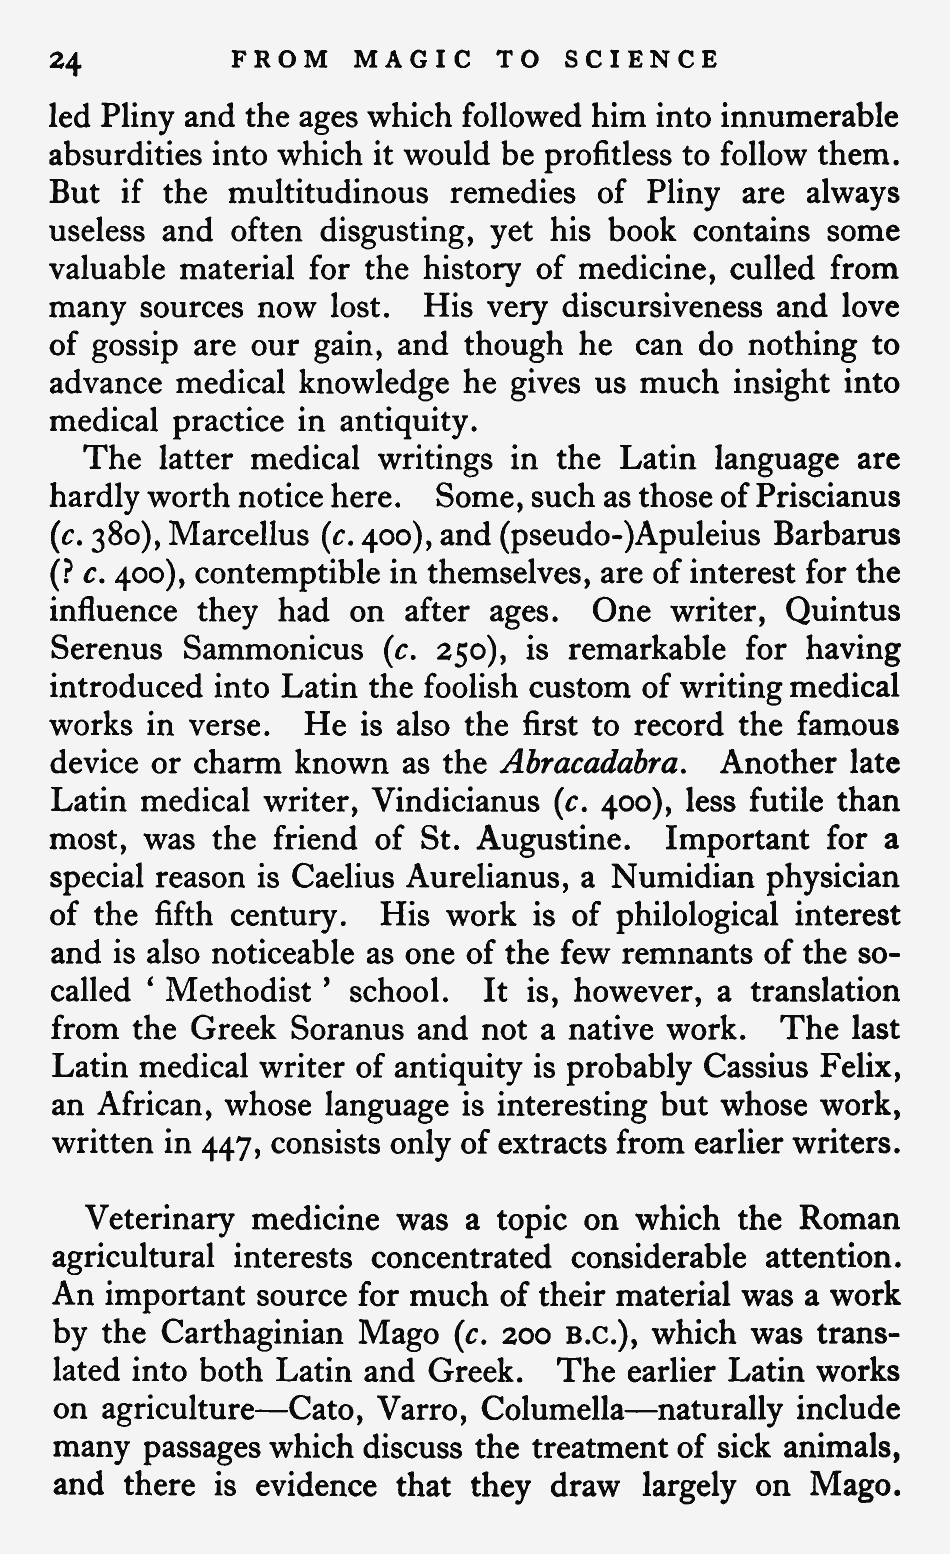 24 FROM MAGIC TO SCIENCE
led Pliny and the ages which followed him into innumerable
absurdities into which it would be profitless to follow them.
But if the multitudinous remedies of Pliny are always
useless and often disgusting, yet his book contains some
valuable material for the history of medicine, culled from
many sources now lost. His very discursiveness and love
of gossip are our gain, and though he can do nothing to
advance medical knowledge he gives us much insight into
medical practice in antiquity.
The latter medical writings in the Latin language are
hardly worth notice here. Some, such as those of Priscianus
(c. 380), Marcellus (c. 400), and (pseudo-)Apuleius Barbarus
(? c. 400), contemptible in themselves, are of interest for the
influence they had on after ages. One writer, Quintus
Serenus Sammonicus (c. 250), is remarkable for having
introduced into Latin the foolish custom of writing medical
works in verse. He is also the first to record the famous
device or charm known as the Abracadabra. Another late
Latin medical writer, Vindicianus (c. 400), less futile than
most, was the friend of St. Augustine. Important for a
special reason is Caelius Aurelianus, a Numidian physician
of the fifth century. His work is of philological interest
and is also noticeable as one of the few remnants of the so-
called ‘ Methodist ’ school. It is, however, a translation
from the Greek Soranus and not a native work. The last
Latin medical writer of antiquity is probably Cassius Felix,
an African, whose language is interesting but whose work,
written in 447, consists only of extracts from earlier writers.
Veterinary medicine was a topic on which the Roman
agricultural interests concentrated considerable attention.
An important source for much of their material was a work
by the Carthaginian Mago (c. 200 B.C.), which was trans-
lated into both Latin and Greek. The earlier Latin works
on agriculture—Cato, Varro, Columella—naturally include
many passages which discuss the treatment of sick animals,
and there is evidence that they draw largely on Mago.